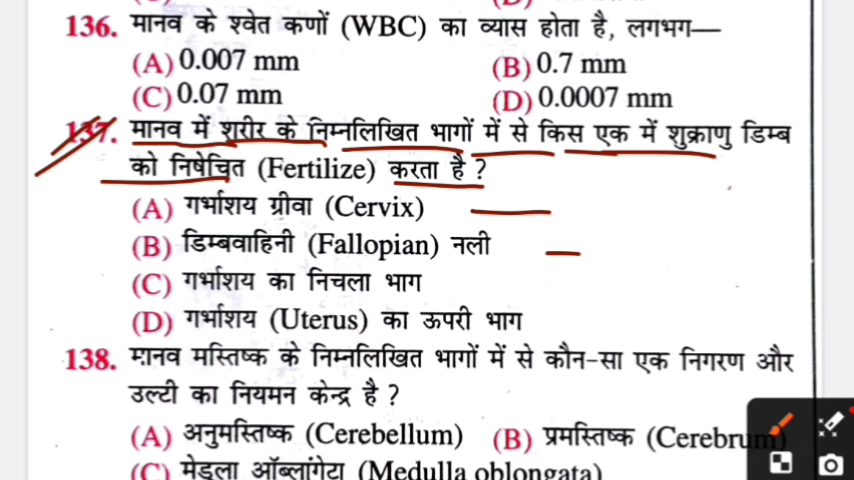 136. मानव के श्वेत कणों (WBC) का व्यास होता है, लगभग—
(A) 0.007 mm (B) 0.7 mm
(C) 0.07 mm (D) 0.0007 mm
137. मानव में शरीर के निम्नलिखित भागों में से किस एक में शुक्राणु डिम्ब
को निषेचित (Fertilize) करता है ?
(A) गर्भाशय ग्रीवा (Cervix)
(B) डिम्बवाहिनी (Fallopian) नली
(C) गर्भाशय का निचला भाग
(D) गर्भाशय (Uterus) का ऊपरी भाग
138. मानव मस्तिष्क के निम्नलिखित भागों में से कौन-सा एक निगरण और
उल्टी का नियमन केन्द्र है ?
(A) अनुमस्तिष्क (Cerebellum) (B) प्रमस्तिष्क (Cerebrum)
(C) मेडुला ऑब्लांगेटा (Medulla oblongata)